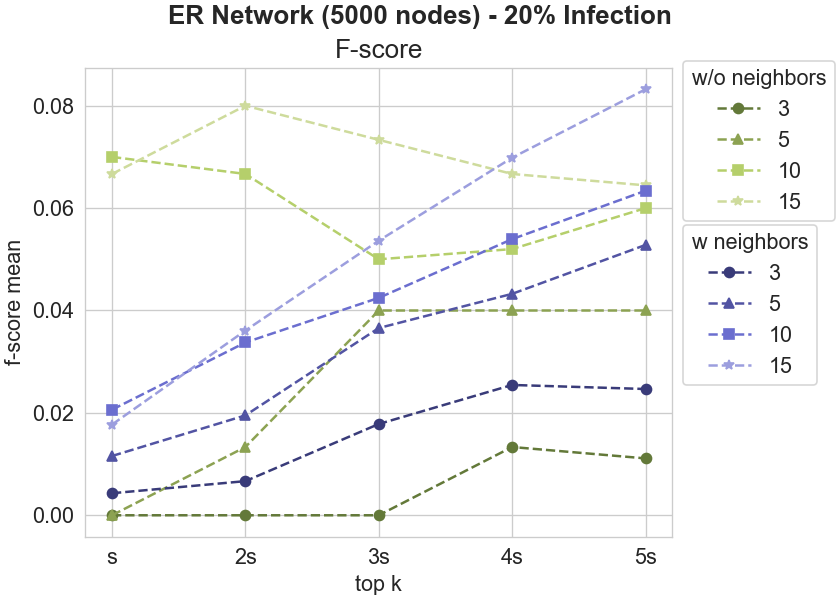 ER Network (5000 nodes) - 20% Infection
F-score
f-score mean
0.08
0.06
0.04
0.02
0.00
s 2s 3s 4s 5s
top k
w/o neighbors
3
5
10
15
w neighbors
3
5
10
15